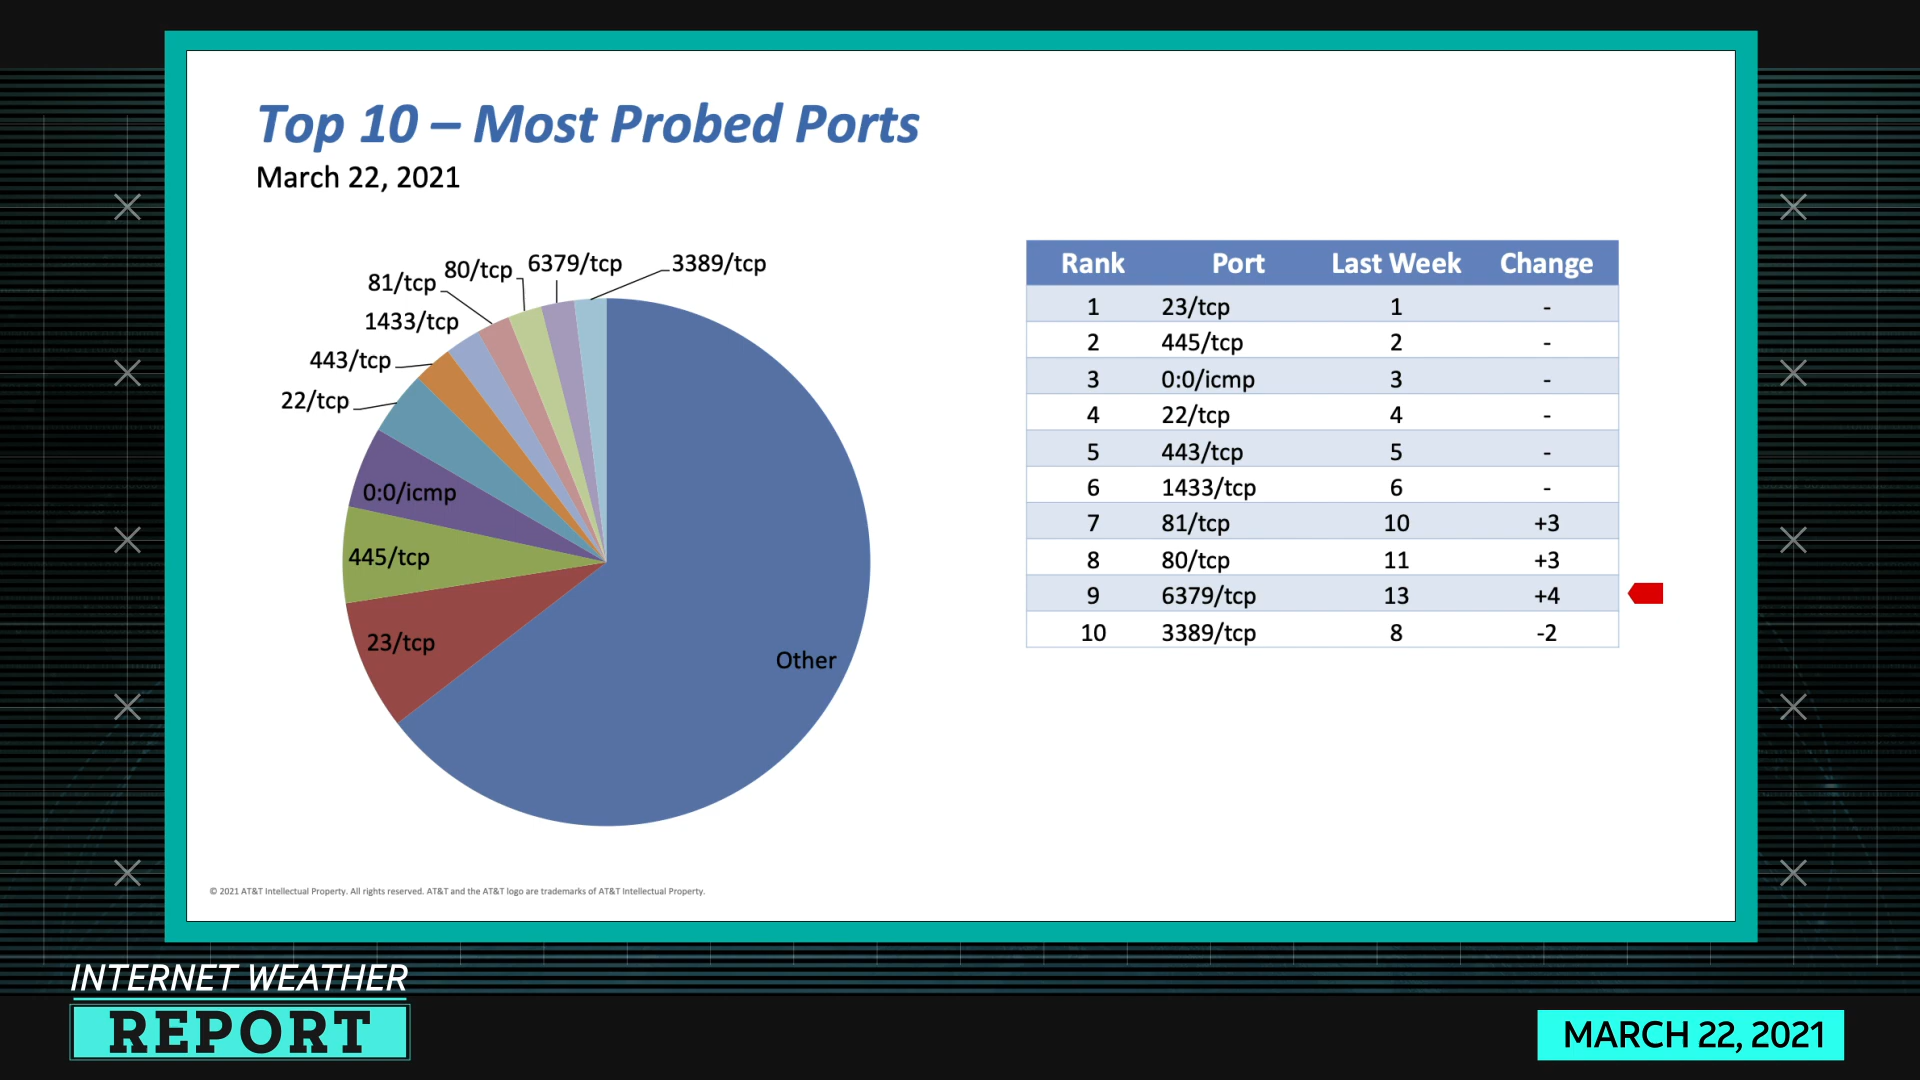 Top 10 – Most Probed Ports
March 22, 2021
81/tcp
80/tcp
6379/tcp
3389/tcp
1433/tcp
443/tcp
22/tcp
0:0/icmp
445/tcp
23/tcp
Other
Rank Port Last Week Change
1 23/tcp 1 -
2 445/tcp 2 -
3 0:0/icmp 3 -
4 22/tcp 4 -
5 443/tcp 5 -
6 1433/tcp 6 -
7 81/tcp 10 +3
8 80/tcp 11 +3
9 6379/tcp 13 +4
10 3389/tcp 8 -2
© 2021 AT&T Intellectual Property. All rights reserved. AT&T and the AT&T logo are trademarks of AT&T Intellectual Property.
INTERNET WEATHER
REPORT
MARCH 22, 2021